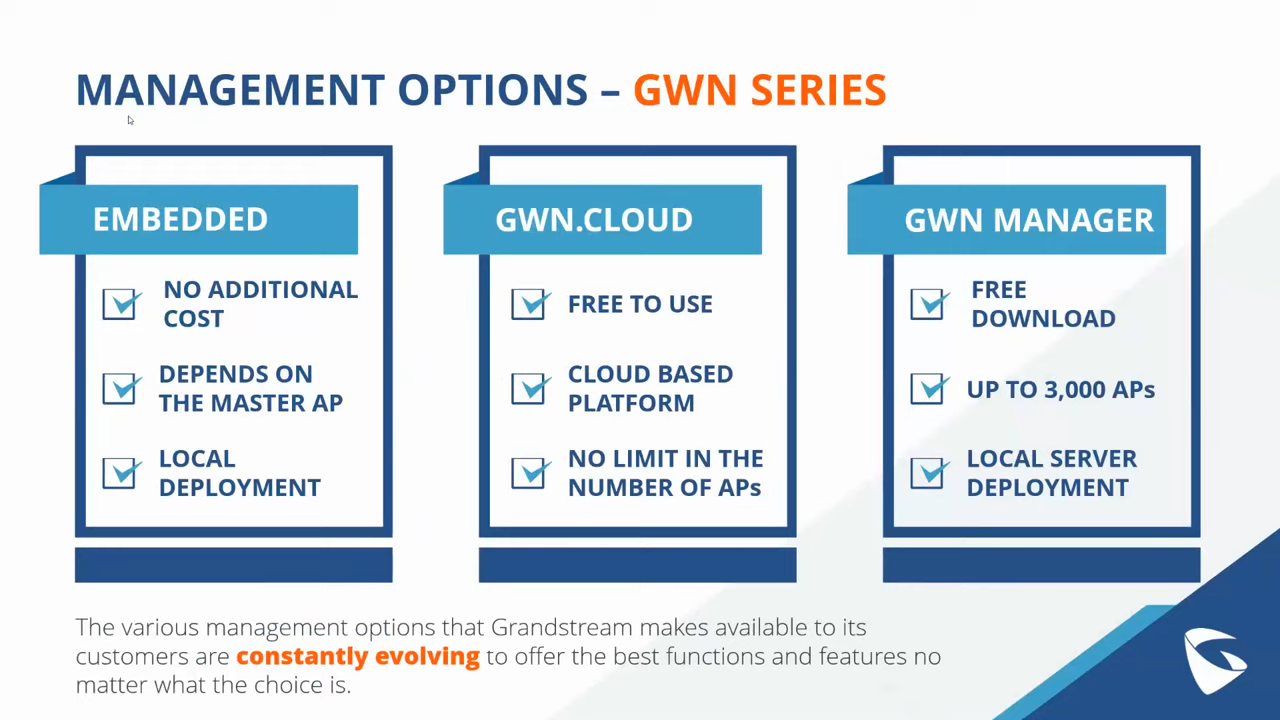 MANAGEMENT OPTIONS – GWN SERIES
EMBEDDED
NO ADDITIONAL
COST
DEPENDS ON
THE MASTER AP
LOCAL
DEPLOYMENT
GWN.CLOUD
FREE TO USE
CLOUD BASED
PLATFORM
NO LIMIT IN THE
NUMBER OF APs
GWN MANAGER
FREE
DOWNLOAD
UP TO 3,000 APs
LOCAL SERVER
DEPLOYMENT
The various management options that Grandstream makes available to its
customers are constantly evolving to offer the best functions and features no
matter what the choice is.